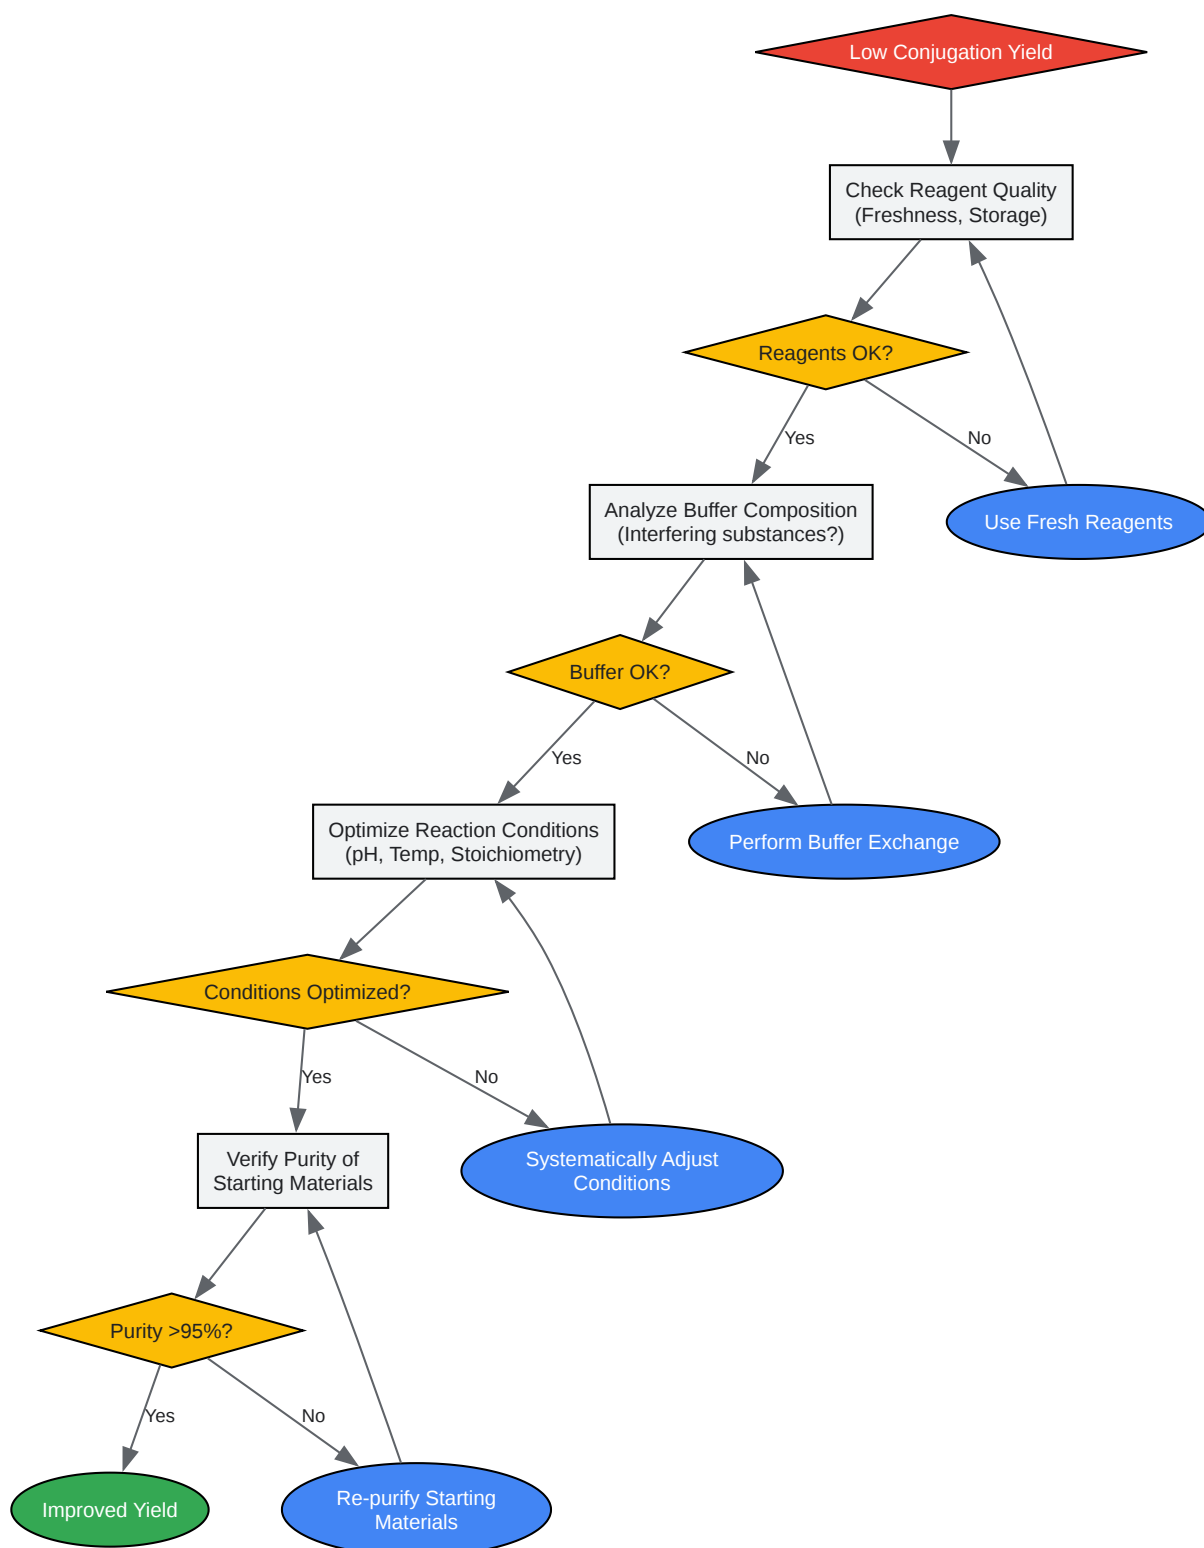 Low Conjugation Yield
Check Reagent Quality
(Freshness, Storage)
Reagents OK?
Yes
No
Analyze Buffer Composition
(Interfering substances?)
Use Fresh Reagents
Buffer OK?
Yes
No
Optimize Reaction Conditions
(pH, Temp, Stoichiometry)
Perform Buffer Exchange
Conditions Optimized?
Yes
No
Verify Purity of
Starting Materials
Systematically Adjust
Conditions
Purity >95%?
Yes
No
Improved Yield
Re-purify Starting
Materials